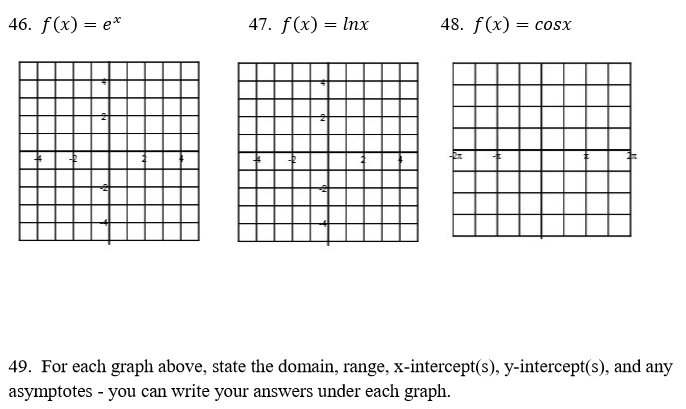 46. f(x) = eˣ 47. f(x) = lnx 48. f(x) = cosx
4 4
2 2
-4 -2 2 4 -4 -2 2 4 -2π -π π 2π
-2 -2
-4 -4
49. For each graph above, state the domain, range, x-intercept(s), y-intercept(s), and any
asymptotes - you can write your answers under each graph.